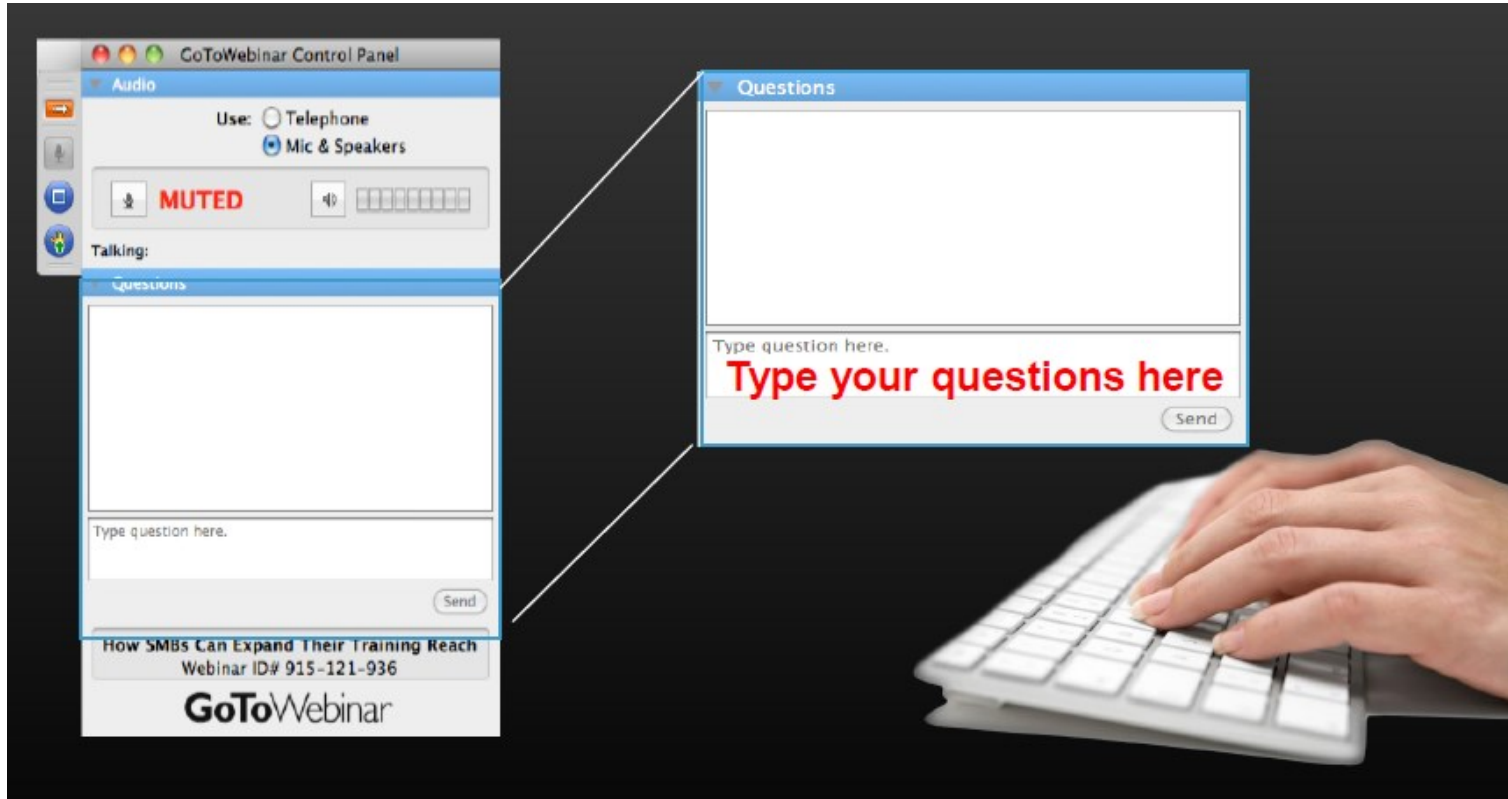 GoToWebinar Control Panel
Audio
Use: Telephone
Mic & Speakers
MUTED
Talking:
Questions
Type question here.
Send
How SMBs Can Expand Their Training Reach
Webinar ID# 915-121-936
GoToWebinar
Questions
Type question here.
Type your questions here
Send